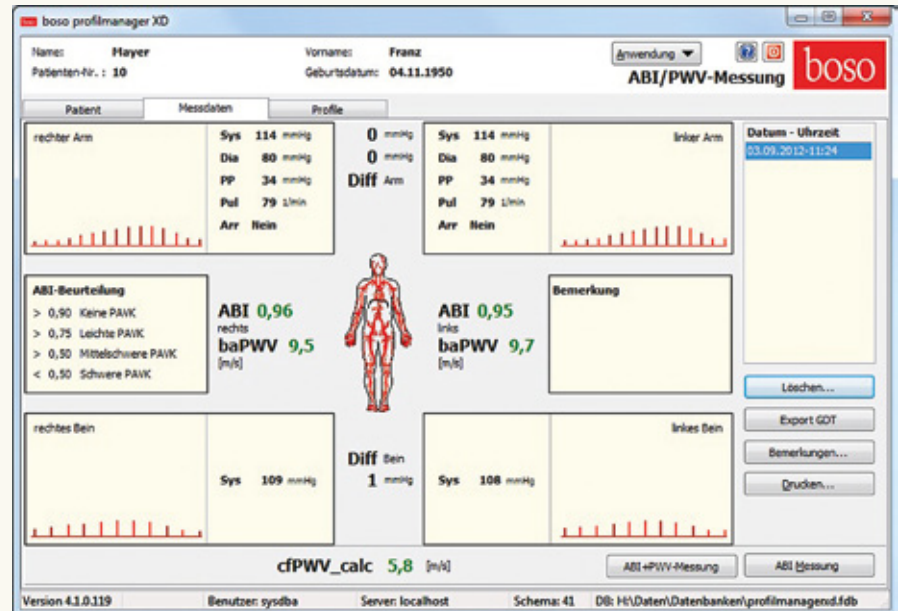 boso boso profilmanager XD
Name: Mayer Vorname: Franz Anwendung
Patienten-Nr. : 10 Geburtsdatum: 04.11.1950 ABI/PWV-Messung boso
Patient Messdaten Profile
rechter Arm Sys 114 mmHg 0 mmHg Sys 114 mmHg linker Arm Datum - Uhrzeit
Dia 80 mmHg 0 mmHg Dia 80 mmHg 03.09.2012-11:24
PP 34 mmHg Diff Arm PP 34 mmHg
Pul 79 1/min Pul 79 1/min
Arr Nein Arr Nein
ABI-Beurteilung Bemerkung
> 0,90 Keine PAVK ABI 0,96 ABI 0,95
> 0,75 Leichte PAVK rechts links
> 0,50 Mittelschwere PAVK baPWV 9,5 baPWV 9,7
< 0,50 Schwere PAVK [m/s] [m/s]
Löschen...
Export GDT
rechtes Bein Diff Bein linkes Bein
Bemerkungen...
Sys 109 mmHg 1 mmHg Sys 108 mmHg Drucken...
cfPWV_calc 5,8 [m/s] ABI+PWV-Messung ABI Messung
Version 4.1.0.119 Benutzer: sysdba Server: localhost Schema: 41 DB: H:\Daten\Datenbanken\profilmanagerxd.fdb